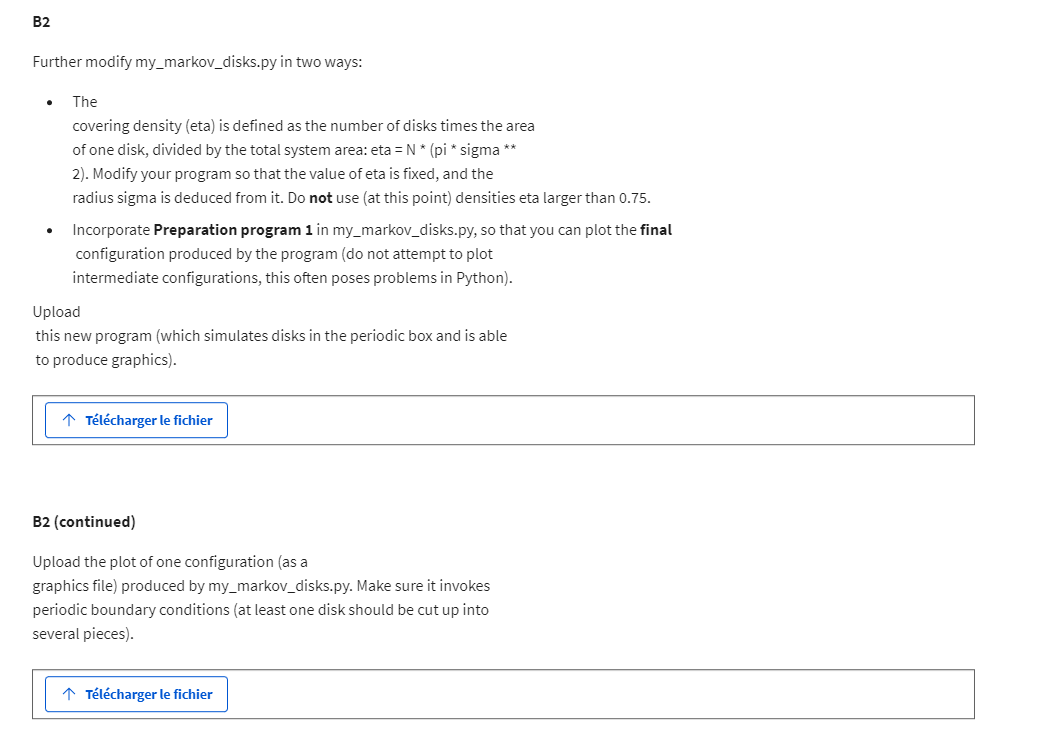 B2
Further modify my_markov_disks.py in two ways:
• The
covering density (eta) is defined as the number of disks times the area
of one disk, divided by the total system area: eta = N * (pi * sigma **
2). Modify your program so that the value of eta is fixed, and the
radius sigma is deduced from it. Do not use (at this point) densities eta larger than 0.75.
• Incorporate Preparation program 1 in my_markov_disks.py, so that you can plot the final
configuration produced by the program (do not attempt to plot
intermediate configurations, this often poses problems in Python).
Upload
this new program (which simulates disks in the periodic box and is able
to produce graphics).
Télécharger le fichier
B2 (continued)
Upload the plot of one configuration (as a
graphics file) produced by my_markov_disks.py. Make sure it invokes
periodic boundary conditions (at least one disk should be cut up into
several pieces).
Télécharger le fichier